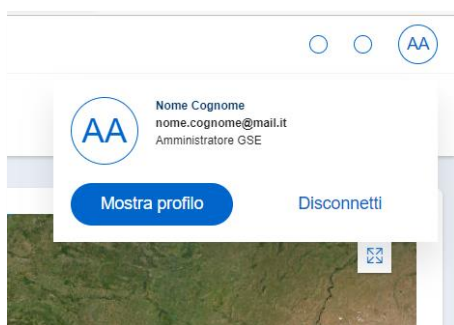 AA
AA
Nome Cognome
nome.cognome@mail.it
Amministratore GSE
Mostra profilo
Disconnetti